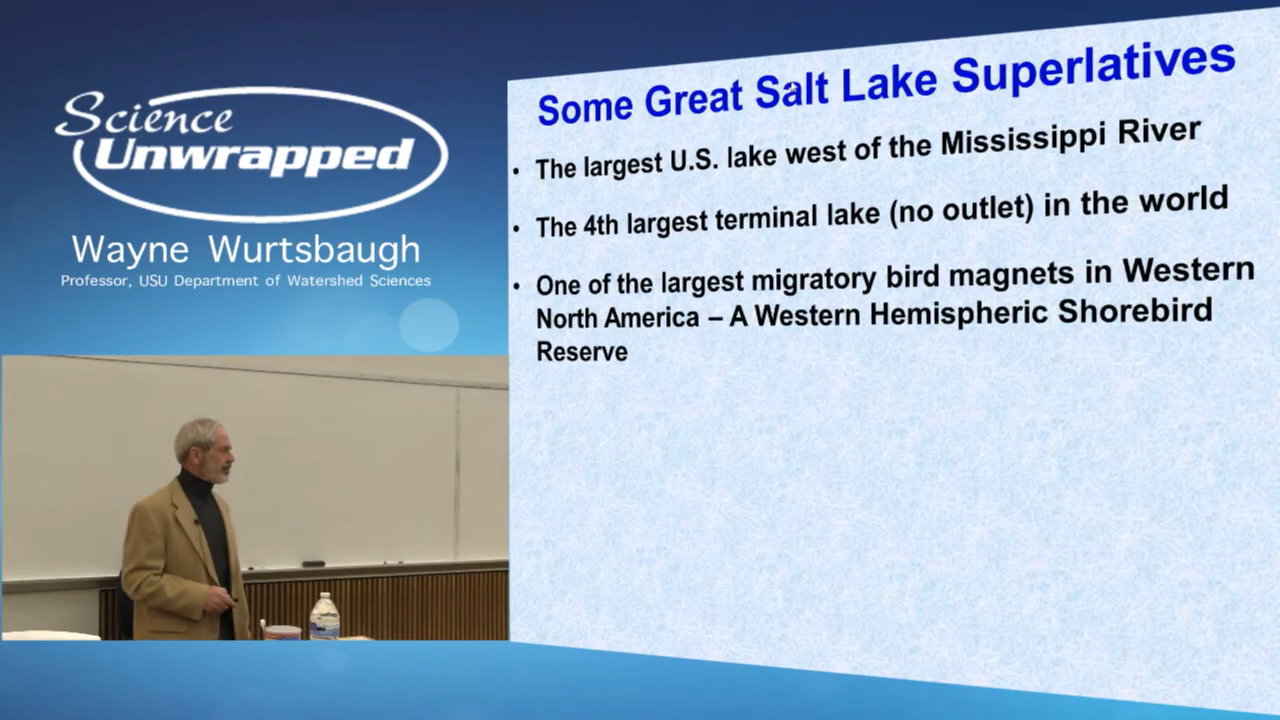 Science
Unwrapped
Wayne Wurtsbaugh
Professor, USU Department of Watershed Sciences
Some Great Salt Lake Superlatives
• The largest U.S. lake west of the Mississippi River
• The 4th largest terminal lake (no outlet) in the world
• One of the largest migratory bird magnets in Western
North America – A Western Hemispheric Shorebird
Reserve